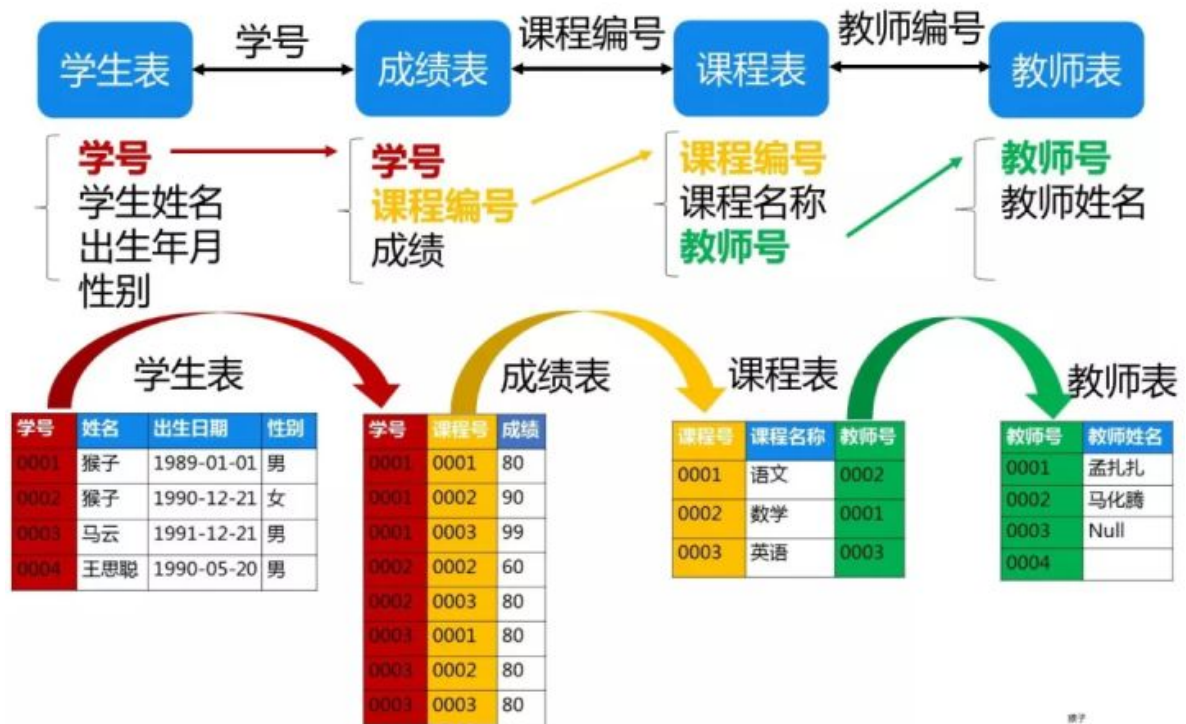 学生表 学号 成绩表 课程编号 课程表 教师编号 教师表
学号
学生姓名
出生年月
性别
学号
课程编号
成绩
课程编号
课程名称
教师号
教师号
教师姓名
学生表
学号 姓名 出生日期 性别
0001 猴子 1989-01-01 男
0002 猴子 1990-12-21 女
0003 马云 1991-12-21 男
0004 王思聪 1990-05-20 男
成绩表
学号 课程号 成绩
0001 0001 80
0001 0002 90
0001 0003 99
0002 0002 60
0002 0003 80
0003 0001 80
0003 0002 80
0003 0003 80
课程表
课程号 课程名称 教师号
0001 语文 0002
0002 数学 0001
0003 英语 0003
教师表
教师号 教师姓名
0001 孟扎扎
0002 马化腾
0003 Null
0004
猴子